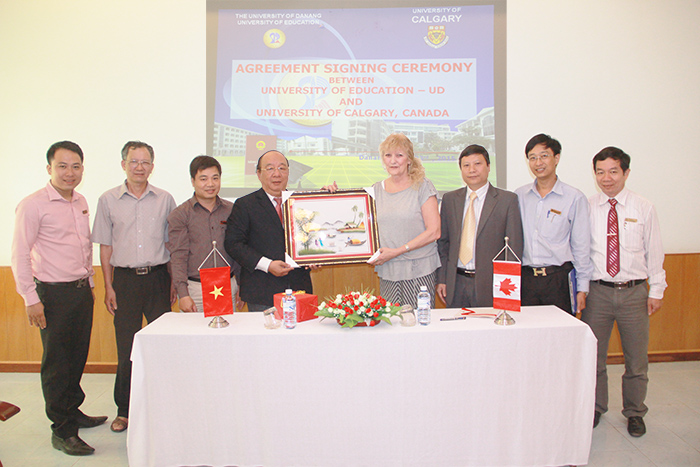 THE UNIVERSITY OF DANANG
UNIVERSITY OF EDUCATION
UNIVERSITY OF
CALGARY
AGREEMENT SIGNING CEREMONY
BETWEEN
UNIVERSITY OF EDUCATION – UD
AND
UNIVERSITY OF CALGARY, CANADA